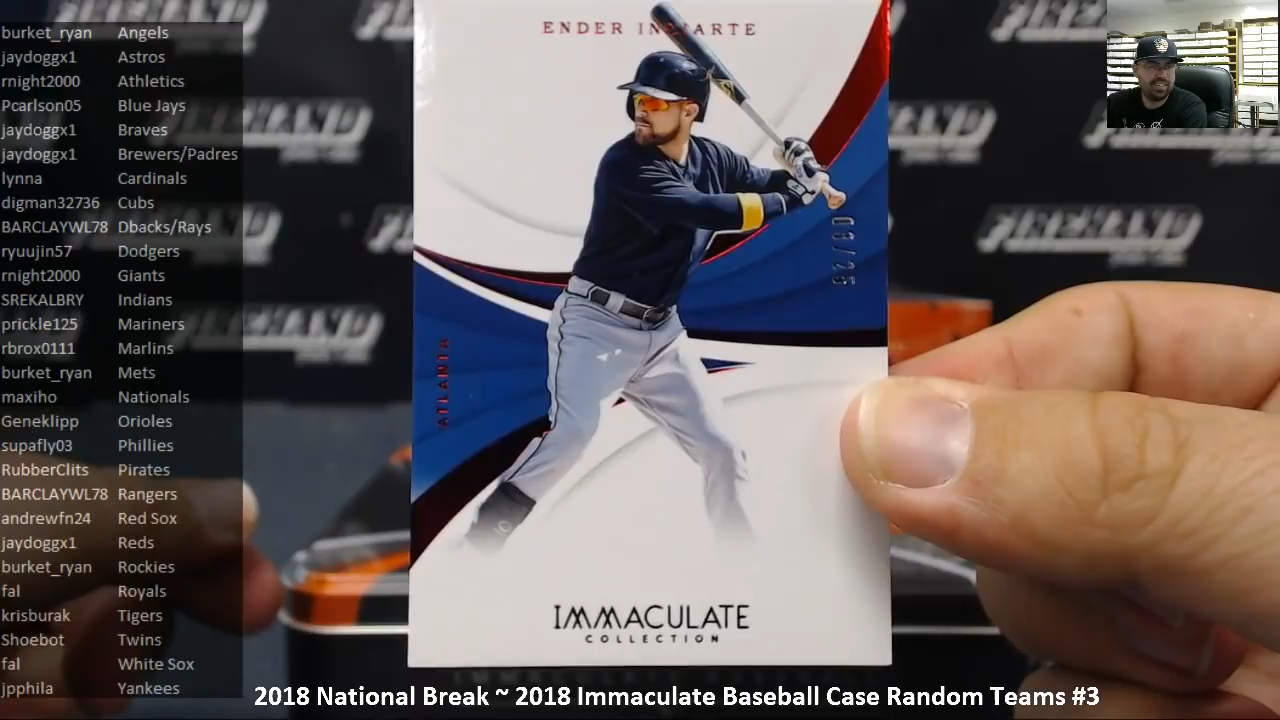 burket_ryan Angels
jaydoggx1 Astros
rnight2000 Athletics
Pcarlson05 Blue Jays
jaydoggx1 Braves
jaydoggx1 Brewers/Padres
lynna Cardinals
digman32736 Cubs
BARCLAYWL78 Dbacks/Rays
ryuujin57 Dodgers
rnight2000 Giants
SREKALBRY Indians
prickle125 Mariners
rbrox0111 Marlins
burket_ryan Mets
maxiho Nationals
Geneklipp Orioles
supafly03 Phillies
RubberClits Pirates
BARCLAYWL78 Rangers
andrewfn24 Red Sox
jaydoggx1 Reds
burket_ryan Rockies
fal Royals
krisburak Tigers
Shoebot Twins
fal White Sox
jpphila Yankees
ENDER
ATLANTA
IMMACULATE
COLLECTION
FIREHAND
2018 National Break ~ 2018 Immaculate Baseball Case Random Teams #3